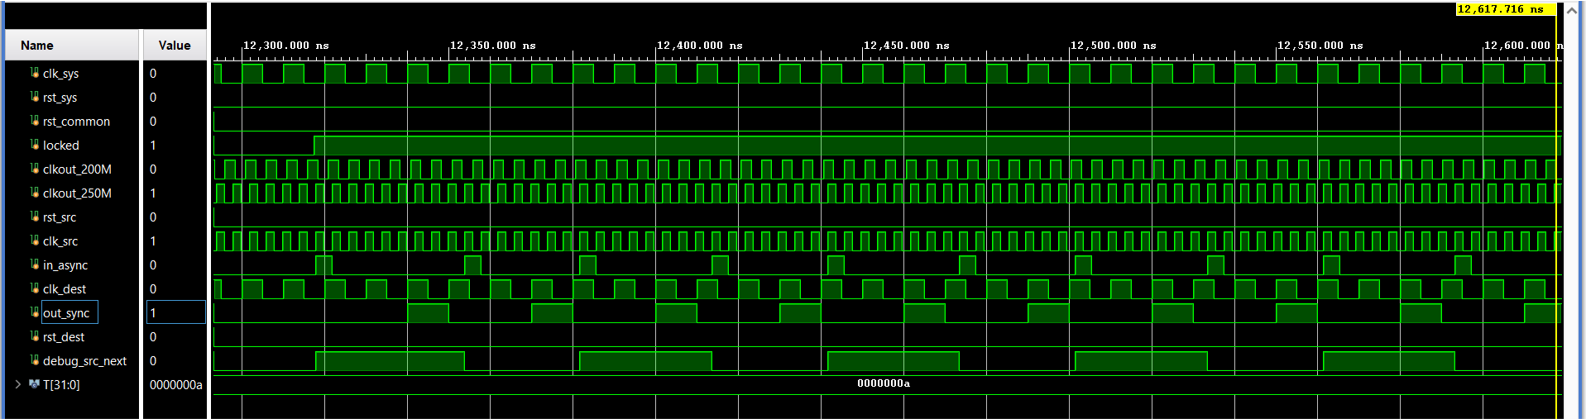 12,617.716 ns
Name Value 12,300.000 ns 12,350.000 ns 12,400.000 ns 12,450.000 ns 12,500.000 ns 12,550.000 ns 12,600.000 n
clk_sys 0
rst_sys 0
rst_common 0
locked 1
clkout_200M 0
clkout_250M 1
rst_src 0
clk_src 1
in_async 0
clk_dest 0
out_sync 1
rst_dest 0
debug_src_next 0
T[31:0] 0000000a 0000000a